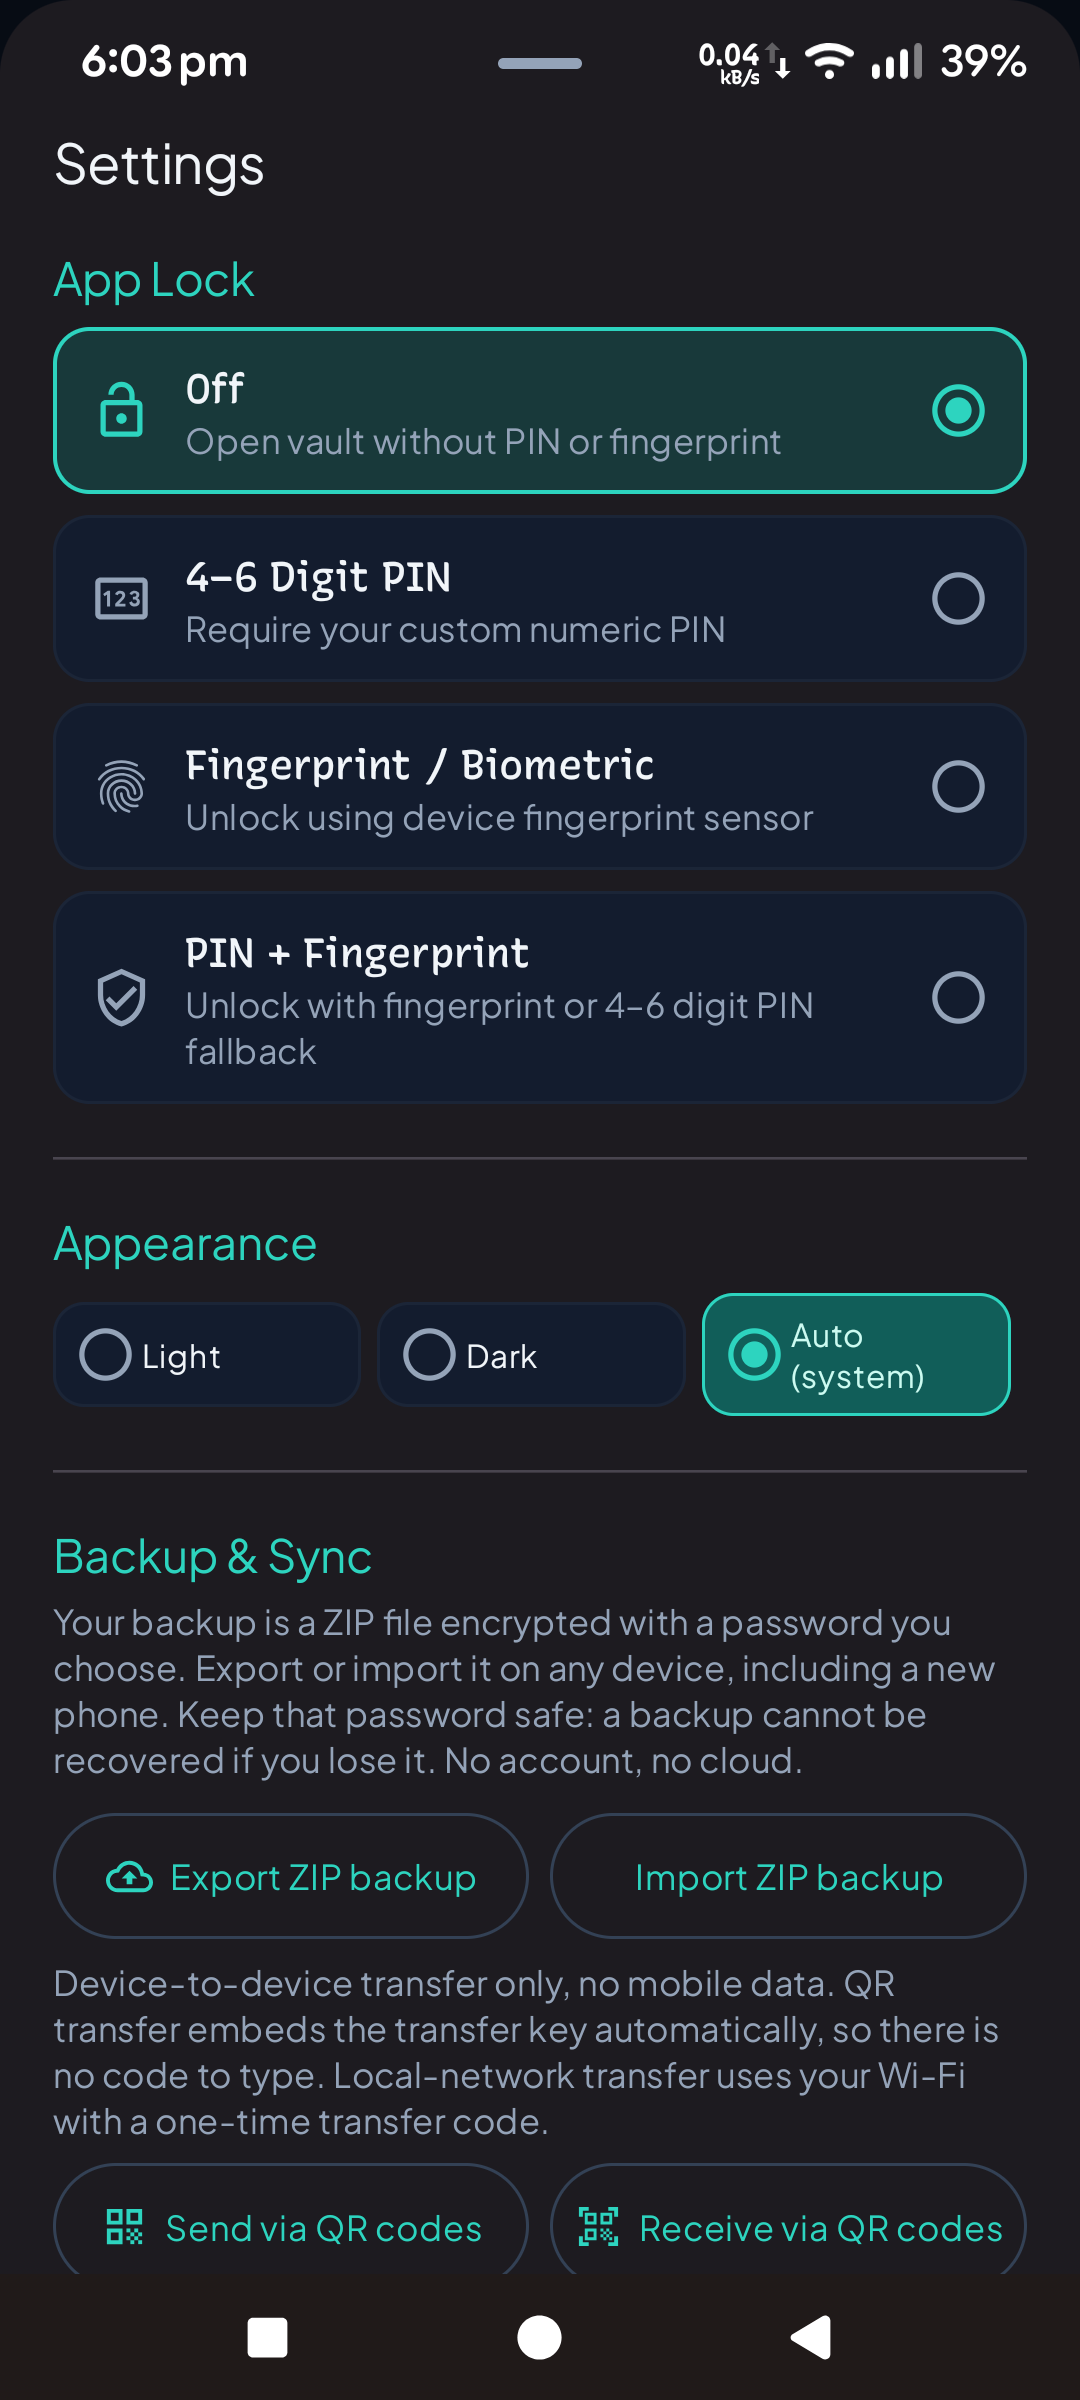 6:03 pm
0.04 kB/s
39%
Settings
App Lock
Off
Open vault without PIN or fingerprint
123
4–6 Digit PIN
Require your custom numeric PIN
Fingerprint / Biometric
Unlock using device fingerprint sensor
PIN + Fingerprint
Unlock with fingerprint or 4–6 digit PIN
fallback
Appearance
Light
Dark
Auto
(system)
Backup & Sync
Your backup is a ZIP file encrypted with a password you
choose. Export or import it on any device, including a new
phone. Keep that password safe: a backup cannot be
recovered if you lose it. No account, no cloud.
Export ZIP backup
Import ZIP backup
Device-to-device transfer only, no mobile data. QR
transfer embeds the transfer key automatically, so there is
no code to type. Local-network transfer uses your Wi-Fi
with a one-time transfer code.
Send via QR codes
Receive via QR codes